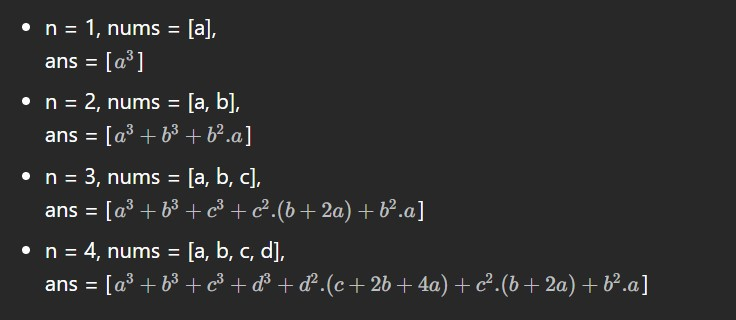 • n = 1, nums = [a],
ans = [a³]
• n = 2, nums = [a, b],
ans = [a³ + b³ + b².a]
• n = 3, nums = [a, b, c],
ans = [a³ + b³ + c³ + c².(b + 2a) + b².a]
• n = 4, nums = [a, b, c, d],
ans = [a³ + b³ + c³ + d³ + d².(c + 2b + 4a) + c².(b + 2a) + b².a]